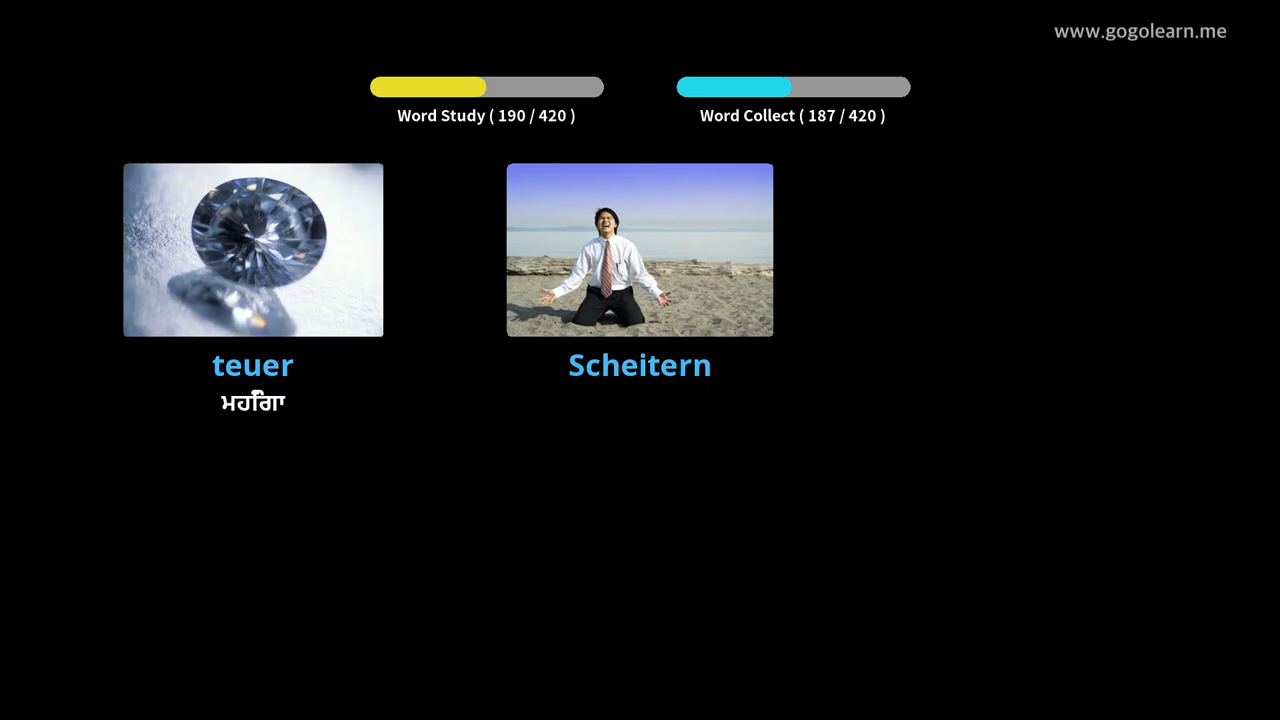 www.gogolearn.me
Word Study ( 190 / 420 )
Word Collect ( 187 / 420 )
teuer
Scheitern
ਮਹਿੰਗਾ